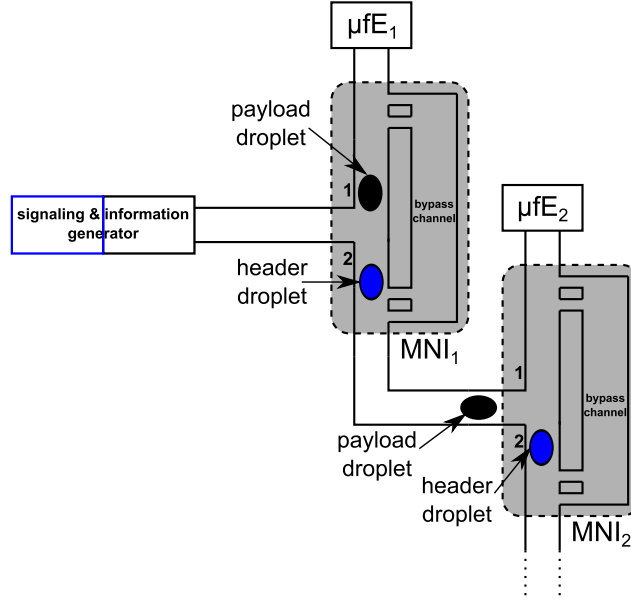 µfE₁
payload
droplet
1
bypass
channel
signaling & information
generator
µfE₂
2
header
droplet
MNI₁
1
bypass
channel
payload
droplet
2
header
droplet
MNI₂